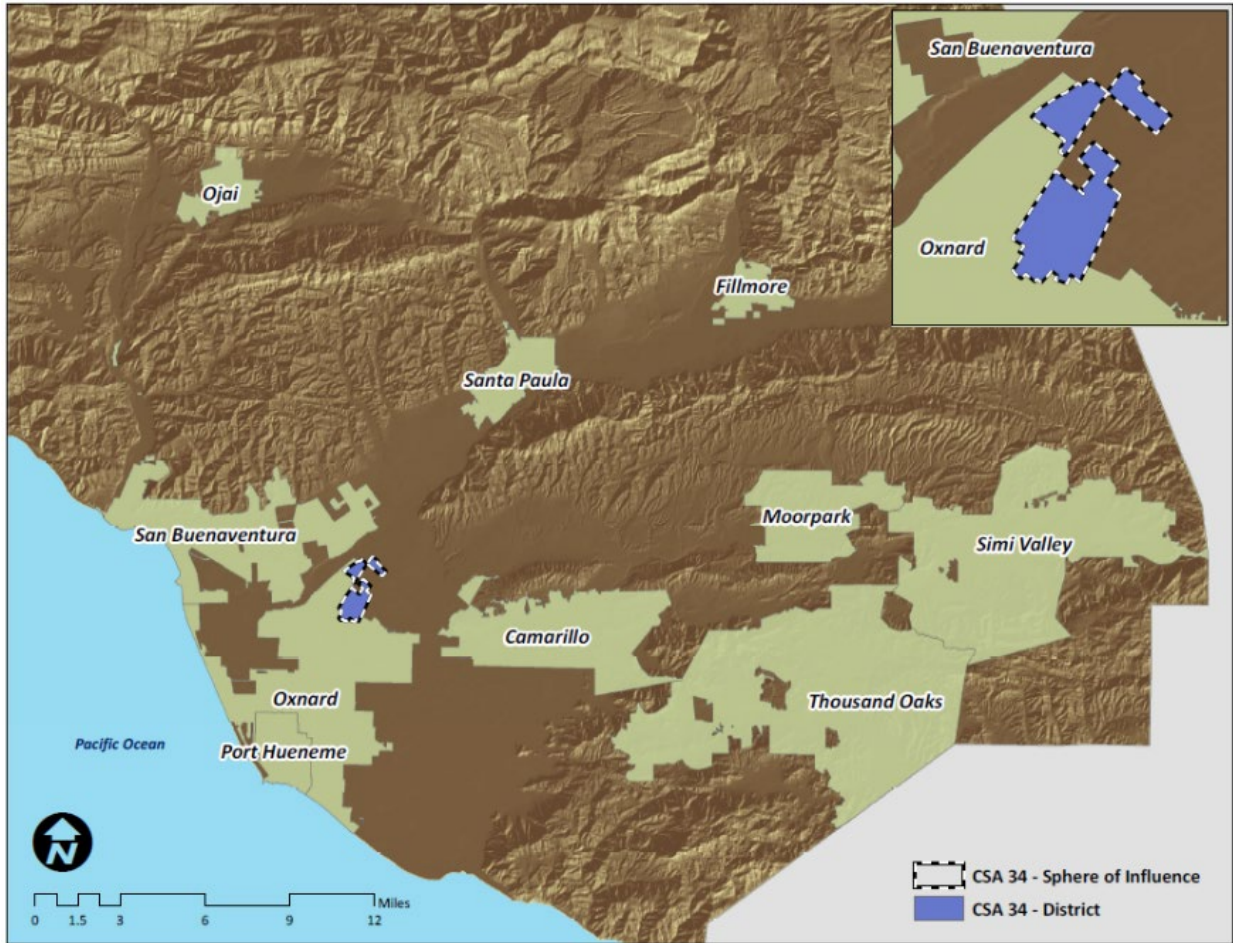 San Buenaventura
Oxnard
Ojai
Fillmore
Santa Paula
San Buenaventura
Moorpark
Simi Valley
Camarillo
Oxnard
Thousand Oaks
Port Hueneme
Pacific Ocean
N
0 1.5 3 6 9 12 Miles
CSA 34 - Sphere of Influence
CSA 34 - District